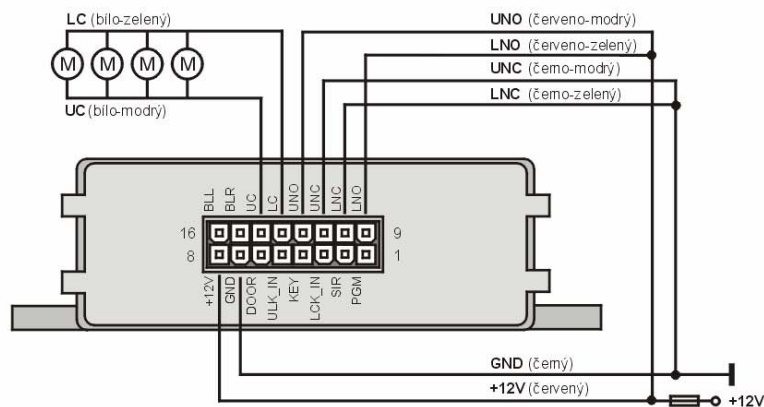 LC (bílo-zelený)
M M M M
UC (bílo-modrý)
UNO (červeno-modrý)
LNO (červeno-zelený)
UNC (černo-modrý)
LNC (černo-zelený)
BLL
BLR
UC
LC
UNO
UNC
LNC
LNO
16
9
8
1
+12V
GND
DOOR
ULK_IN
KEY
LCK_IN
SIR
PGM
GND (černý)
+12V (červený)
+12V